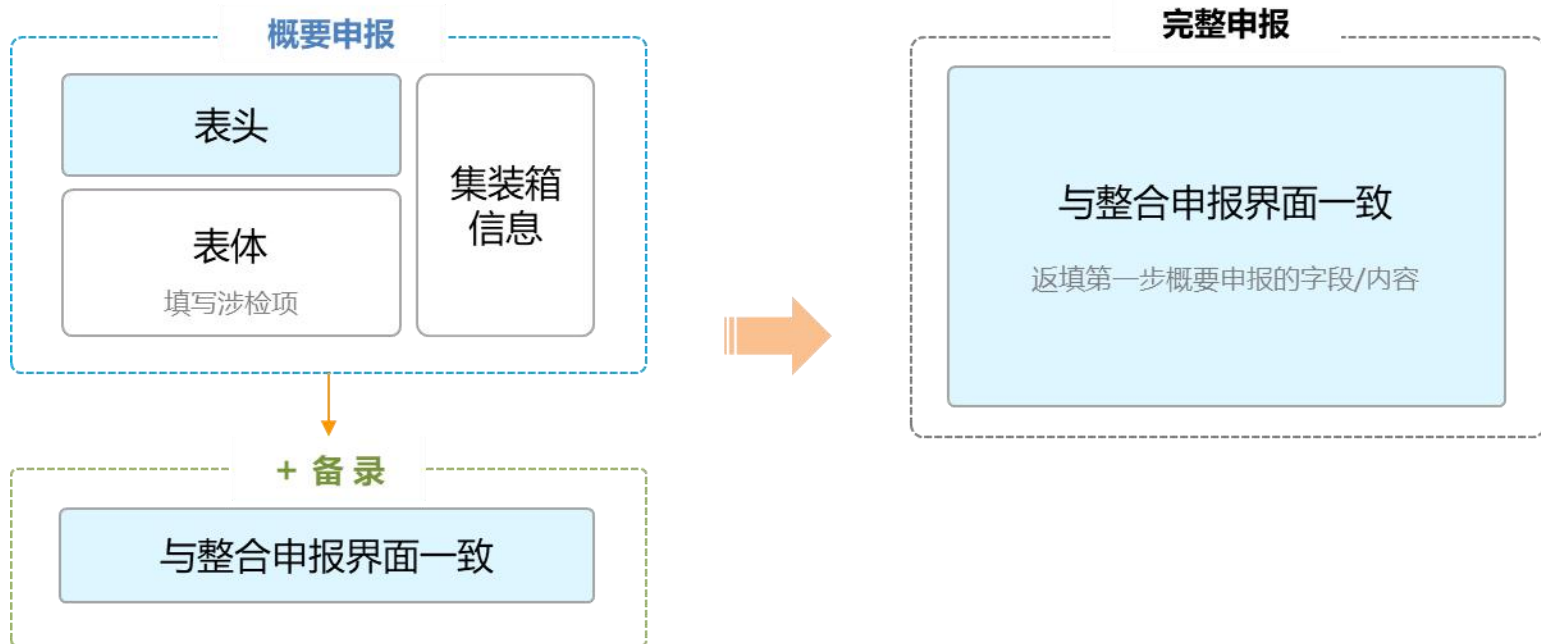 概要申报
表头
表体
填写涉检项
集装箱
信息
+ 备 录
与整合申报界面一致
完整申报
与整合申报界面一致
返填第一步概要申报的字段/内容